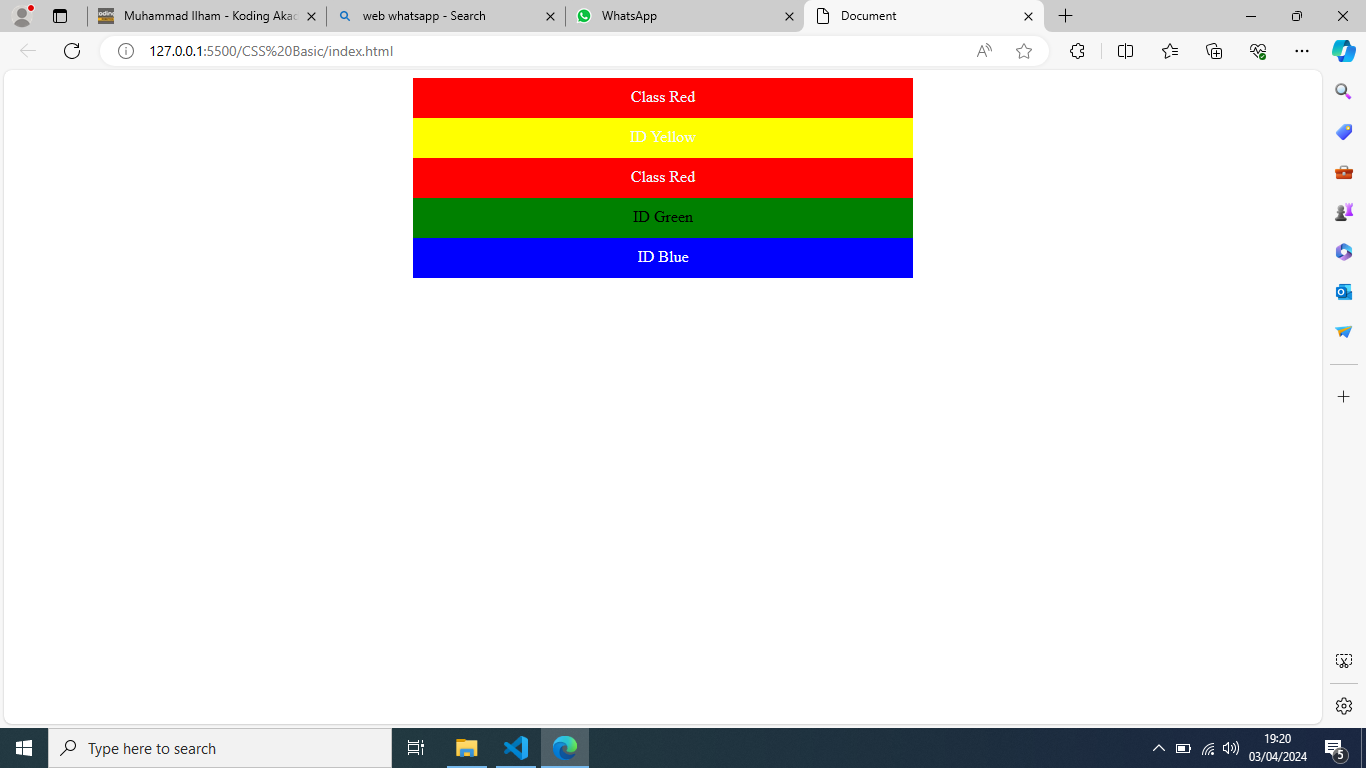 Muhammad Ilham - Koding Akad
web whatsapp - Search
WhatsApp
Document
127.0.0.1:5500/CSS%20Basic/index.html
Class Red
ID Yellow
Class Red
ID Green
ID Blue
Type here to search
19:20
03/04/2024
5